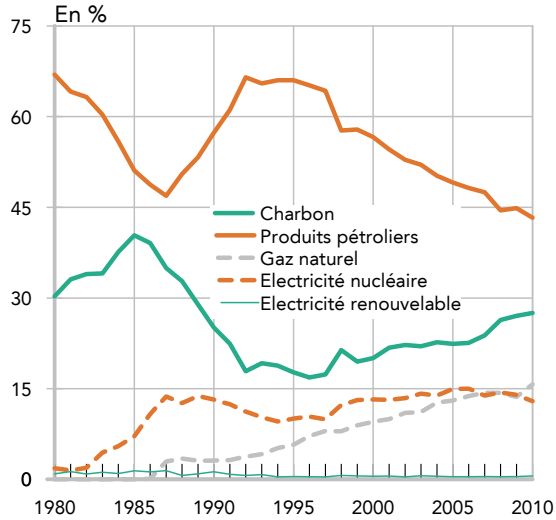 En %
75
60
45
30
15
0
Charbon
Produits pétroliers
Gaz naturel
Electricité nucléaire
Electricité renouvelable
1980 1985 1990 1995 2000 2005 2010